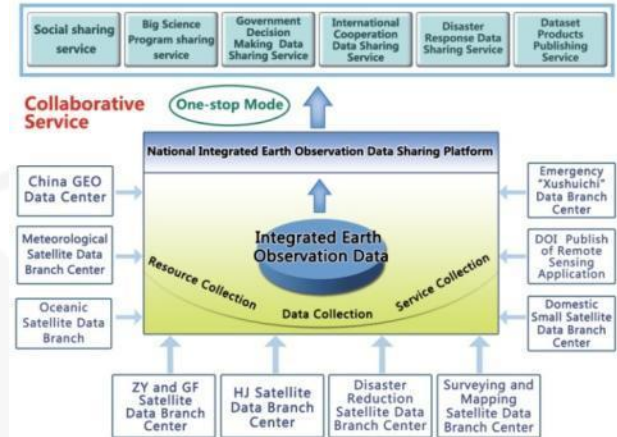 Social sharing
service
Big Science
Program sharing
service
Government
Decision
Making Data
Sharing Service
International
Cooperation
Data Sharing
Service
Disaster
Response Data
Sharing Service
Dataset
Products
Publishing
Service
Collaborative
Service
One-stop Mode
National Integrated Earth Observation Data Sharing Platform
China GEO
Data Center
Meteorological
Satellite Data
Branch Center
Oceanic
Satellite Data
Branch
Integrated Earth
Observation Data
Resource Collection
Data Collection
Service Collection
Emergency
"Xushuichi"
Data Branch
Center
DOI Publish
of Remote
Sensing
Application
Domestic
Small Satellite
Data Branch
Center
ZY and GF
Satellite
Data Branch
Center
HJ Satellite
Data Branch
Center
Disaster
Reduction
Satellite Data
Branch Center
Surveying and
Mapping
Satellite Data
Branch Center